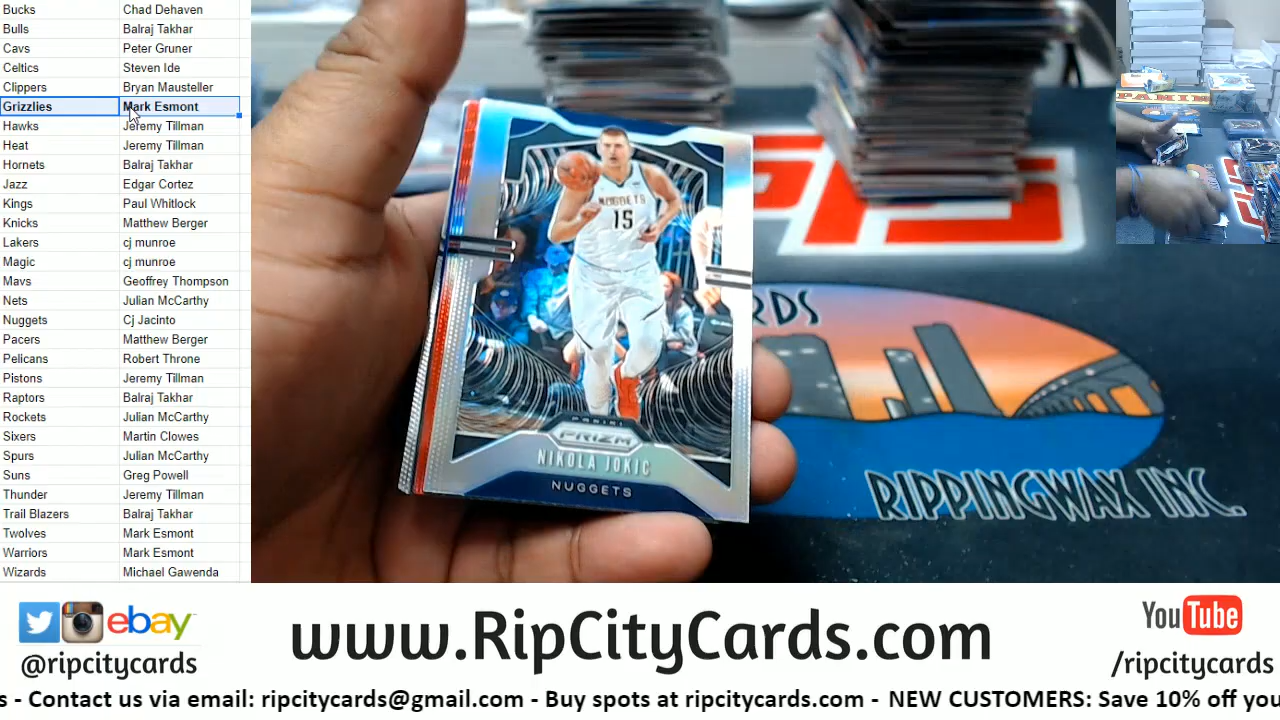 Bucks Chad Dehaven
Bulls Balraj Takhar
Cavs Peter Gruner
Celtics Steven Ide
Clippers Bryan Mausteller
Grizzlies Mark Esmont
Hawks Jeremy Tillman
Heat Jeremy Tillman
Hornets Balraj Takhar
Jazz Edgar Cortez
Kings Paul Whitlock
Knicks Matthew Berger
Lakers cj munroe
Magic cj munroe
Mavs Geoffrey Thompson
Nets Julian McCarthy
Nuggets Cj Jacinto
Pacers Matthew Berger
Pelicans Robert Throne
Pistons Jeremy Tillman
Raptors Balraj Takhar
Rockets Julian McCarthy
Sixers Martin Clowes
Spurs Julian McCarthy
Suns Greg Powell
Thunder Jeremy Tillman
Trail Blazers Balraj Takhar
Twolves Mark Esmont
Warriors Mark Esmont
Wizards Michael Gawenda
NUGGETS
15
PANINI
PRIZM
NIKOLA JOKIC
NUGGETS
RDS
RIPPINGWAX INC.
PANINI
ebay
@ripcitycards
www.RipCityCards.com
YouTube
/ripcitycards
s - Contact us via email: ripcitycards@gmail.com - Buy spots at ripcitycards.com - NEW CUSTOMERS: Save 10% off you